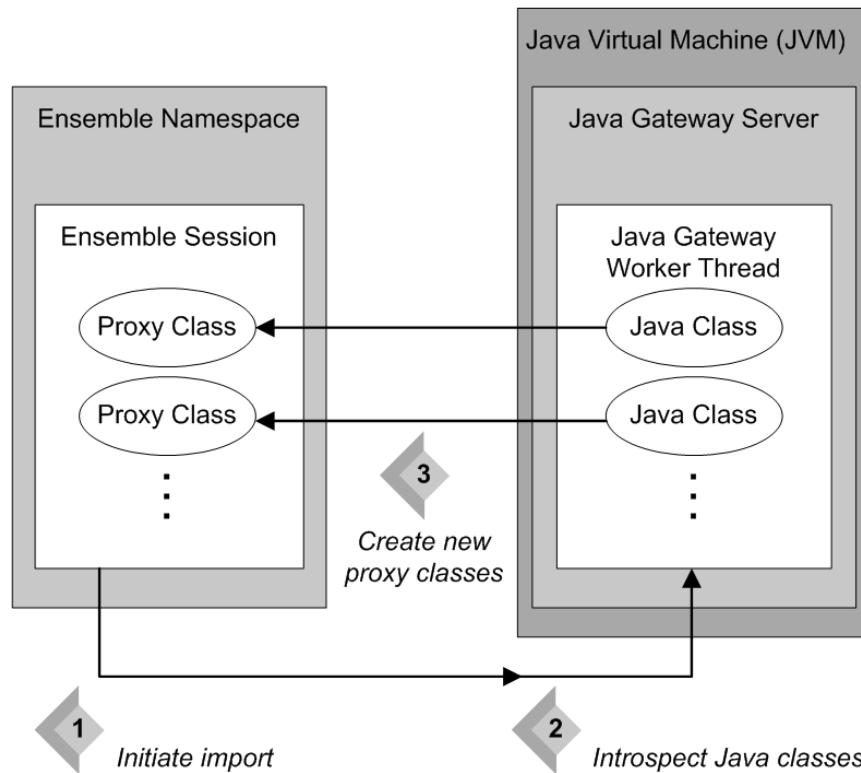 Java Virtual Machine (JVM)
Ensemble Namespace
Java Gateway Server
Ensemble Session
Java Gateway
Worker Thread
Proxy Class
Java Class
Proxy Class
Java Class
3
Create new
proxy classes
1
Initiate import
2
Introspect Java classes